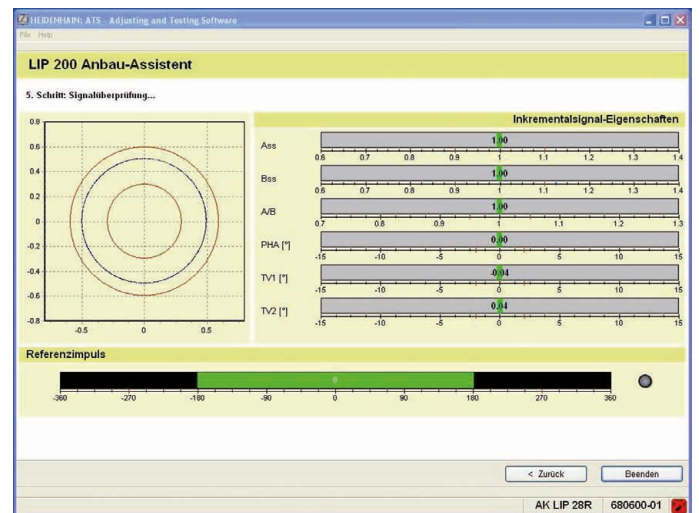 HEIDENHAIN: ATS - Adjusting and Testing Software
File Help
LIP 200 Anbau-Assistent
5. Schritt: Signalüberprüfung...
Inkrementalsignal-Eigenschaften
0.8
0.6
0.4
0.2
0
-0.2
-0.4
-0.6
-0.8
-0.5 0 0.5
Ass 1.00
0.6 0.7 0.8 0.9 1 1.1 1.2 1.3 1.4
Bss 1.00
0.6 0.7 0.8 0.9 1 1.1 1.2 1.3 1.4
A/B 1.00
0.7 0.8 0.9 1 1.1 1.2 1.3
PHA [°] 0.00
-15 -10 -5 0 5 10 15
TV1 [°] -0.04
-15 -10 -5 0 5 10 15
TV2 [°] 0.04
-15 -10 -5 0 5 10 15
Referenzimpuls
-360 -270 -180 -90 0 90 180 270 360
< Zurück Beenden
AK LIP 28R 680600-01